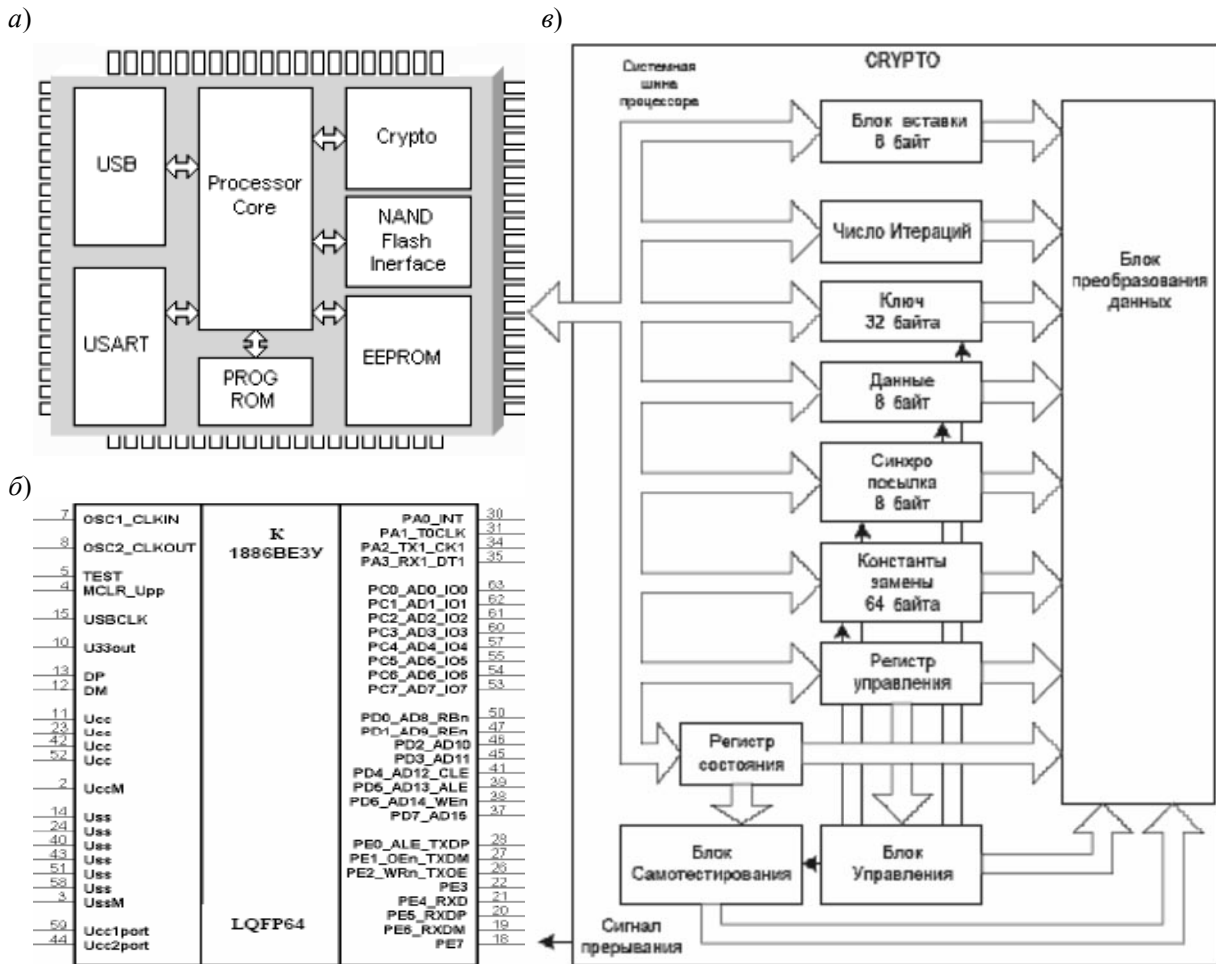 а)
USB
Processor
Core
Crypto
NAND
Flash
Inerface
USART
PROG
ROM
EEPROM
б)
7
OSC1_CLKIN
8
OSC2_CLKOUT
5
TEST
4
MCLR_Upp
15
USBCLK
10
U33out
13
DP
12
DM
11
Ucc
23
Ucc
42
Ucc
52
Ucc
2
UccM
14
Uss
24
Uss
40
Uss
43
Uss
51
Uss
58
Uss
3
UssM
59
Ucc1port
44
Ucc2port
К
1886ВЕ3У
LQFP64
PA0_INT
30
PA1_T0CLK
31
PA2_TX1_CK1
34
PA3_RX1_DT1
35
PC0_AD0_IO0
63
PC1_AD1_IO1
62
PC2_AD2_IO2
61
PC3_AD3_IO3
60
PC4_AD4_IO4
57
PC5_AD5_IO5
55
PC6_AD6_IO6
54
PC7_AD7_IO7
53
PD0_AD8_RBn
50
PD1_AD9_REn
47
PD2_AD10
46
PD3_AD11
45
PD4_AD12_CLE
41
PD5_AD13_ALE
39
PD6_AD14_WEn
38
PD7_AD15
37
PE0_ALE_TXDP
28
PE1_OEn_TXDM
27
PE2_WRn_TXOE
26
PE3
22
PE4_RXD
21
PE5_RXDP
20
PE6_RXDM
19
PE7
18
в)
CRYPTO
Системная
шина
процессора
Блок вставки
8 байт
Число Итераций
Ключ
32 байта
Данные
8 байт
Синхро
посылка
8 байт
Константы
замены
64 байта
Регистр
управления
Регистр
состояния
Блок
Самотестирования
Блок
Управления
Блок
преобразования
данных
Сигнал
прерывания